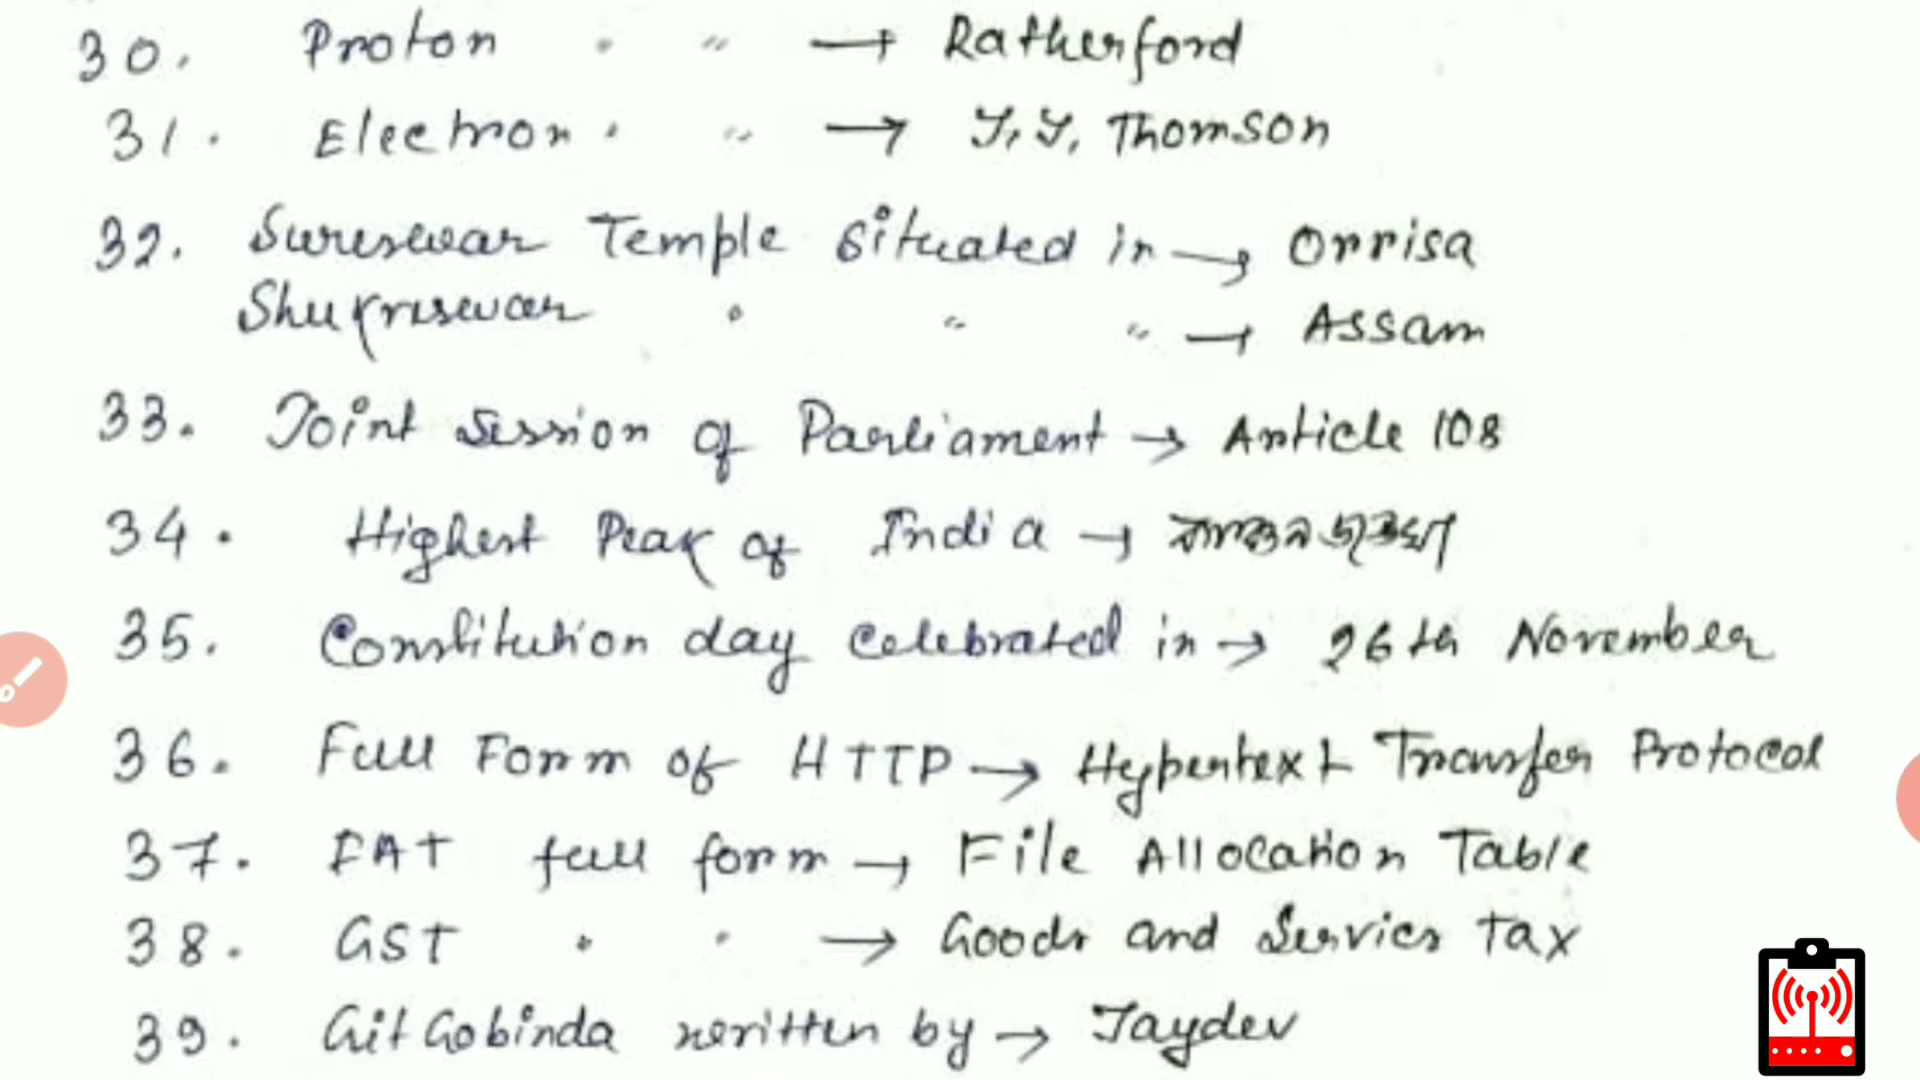 30. Proton " " → Ratherford
31. Electron " " → J. J. Thomson
32. Sureswar Temple Situated in → Orrisa
Shukreswar " " " → Assam
33. Joint Session of Parliament → Article 108
34. Highest Peak of India →
35. Constitution day Celebrated in → 26th November
36. Full Form of HTTP → Hypertext Transfer Protocol
37. FAT full form → File Allocation Table
38. GST " " → Goods and Services Tax
39. Git Gobinda written by → Jaydev